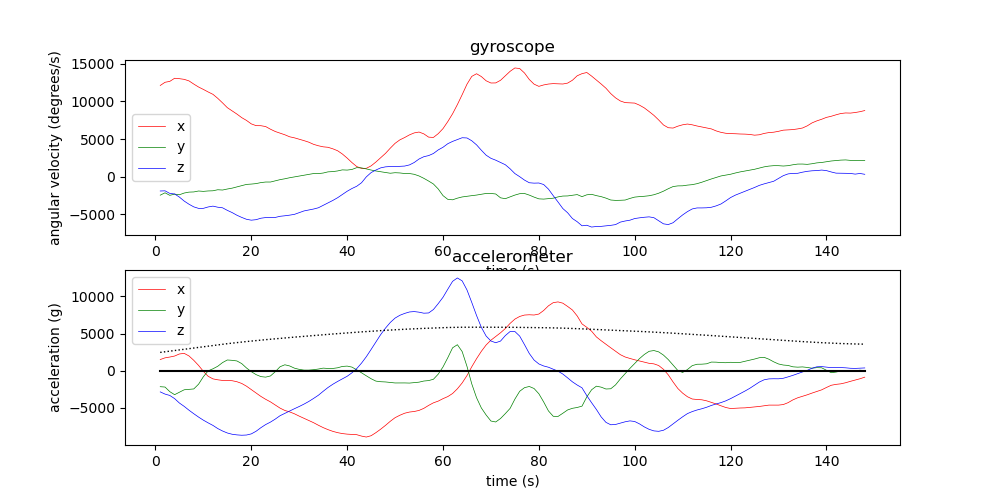 gyroscope
angular velocity (degrees/s)
15000
10000
5000
0
−5000
x
y
z
0 20 40 60 80 100 120 140
time (s)
accelerometer
acceleration (g)
10000
5000
0
−5000
x
y
z
0 20 40 60 80 100 120 140
time (s)